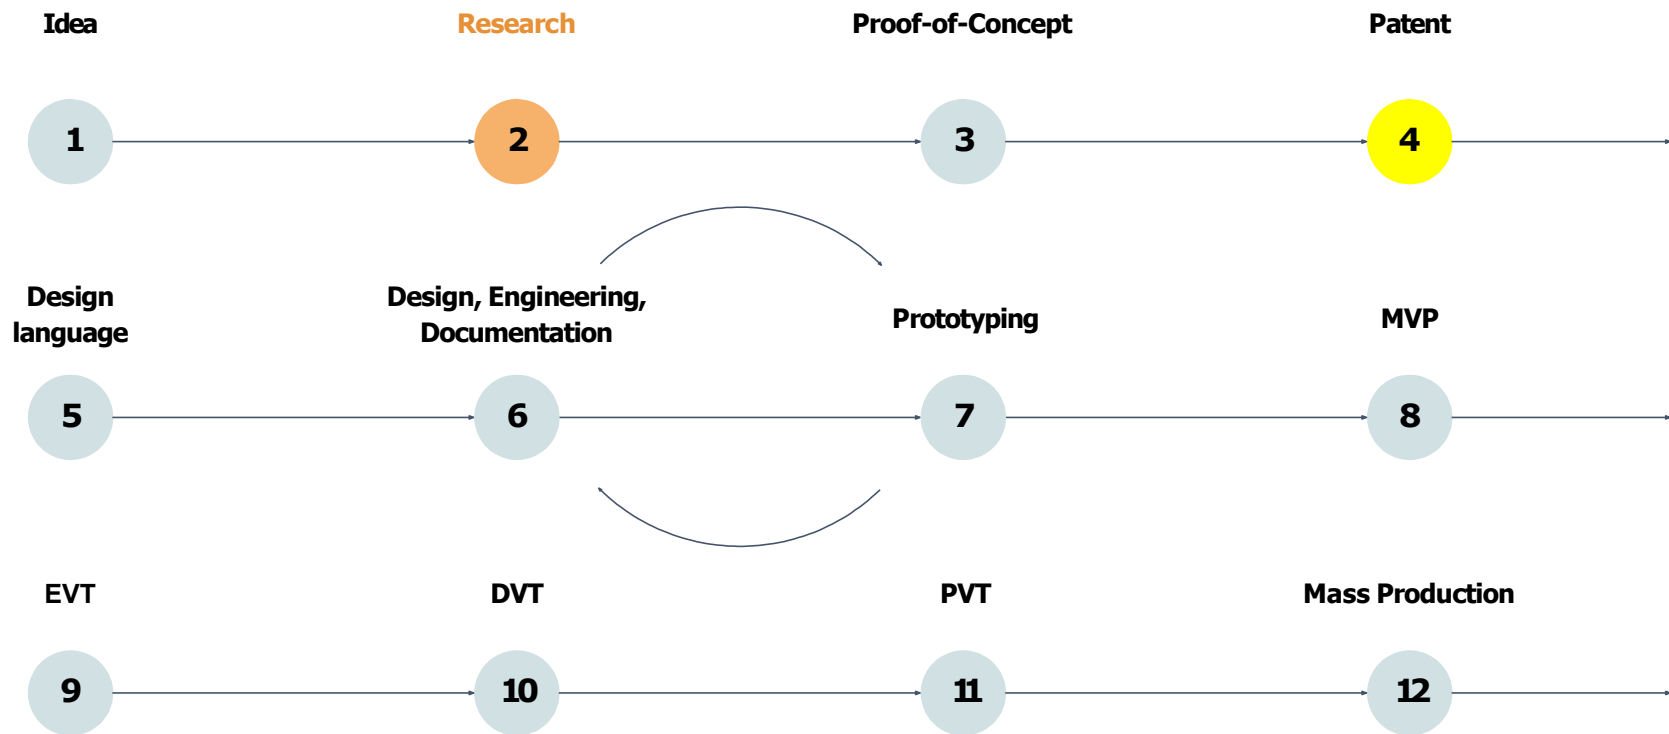 Idea
Research
Proof-of-Concept
Patent
1
2
3
4
Design
language
Design, Engineering,
Documentation
Prototyping
MVP
5
6
7
8
EVT
DVT
PVT
Mass Production
9
10
11
12